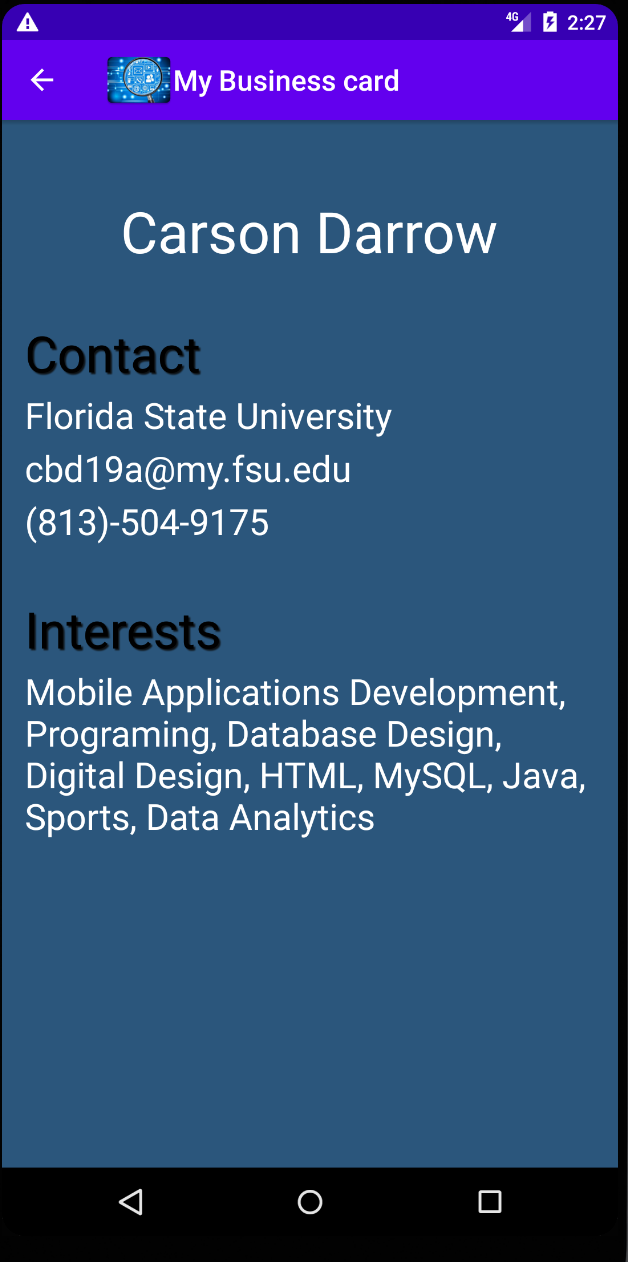 4G 2:27
My Business card
Carson Darrow
Contact
Florida State University
cbd19a@my.fsu.edu
(813)-504-9175
Interests
Mobile Applications Development,
Programing, Database Design,
Digital Design, HTML, MySQL, Java,
Sports, Data Analytics